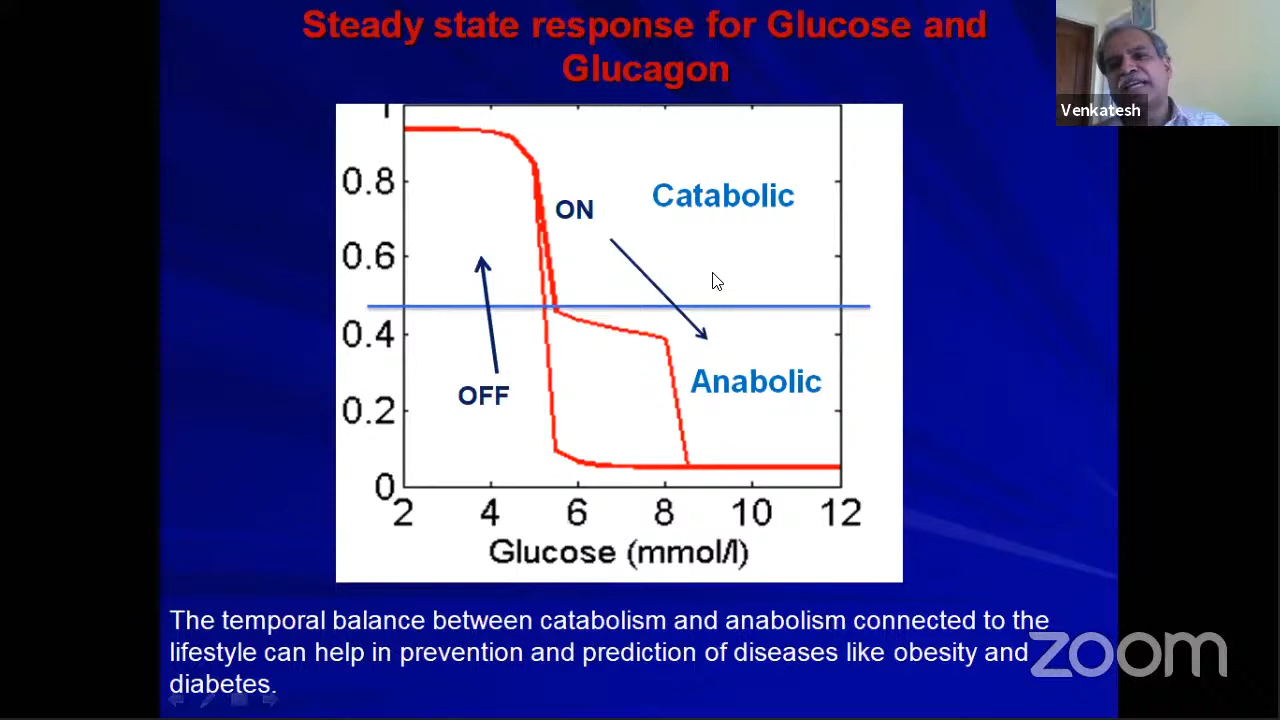 Steady state response for Glucose and
Glucagon
Venkatesh
1
0.8
0.6
0.4
0.2
0
ON
Catabolic
OFF
Anabolic
2 4 6 8 10 12
Glucose (mmol/l)
The temporal balance between catabolism and anabolism connected to the
lifestyle can help in prevention and prediction of diseases like obesity and
diabetes.
zoom